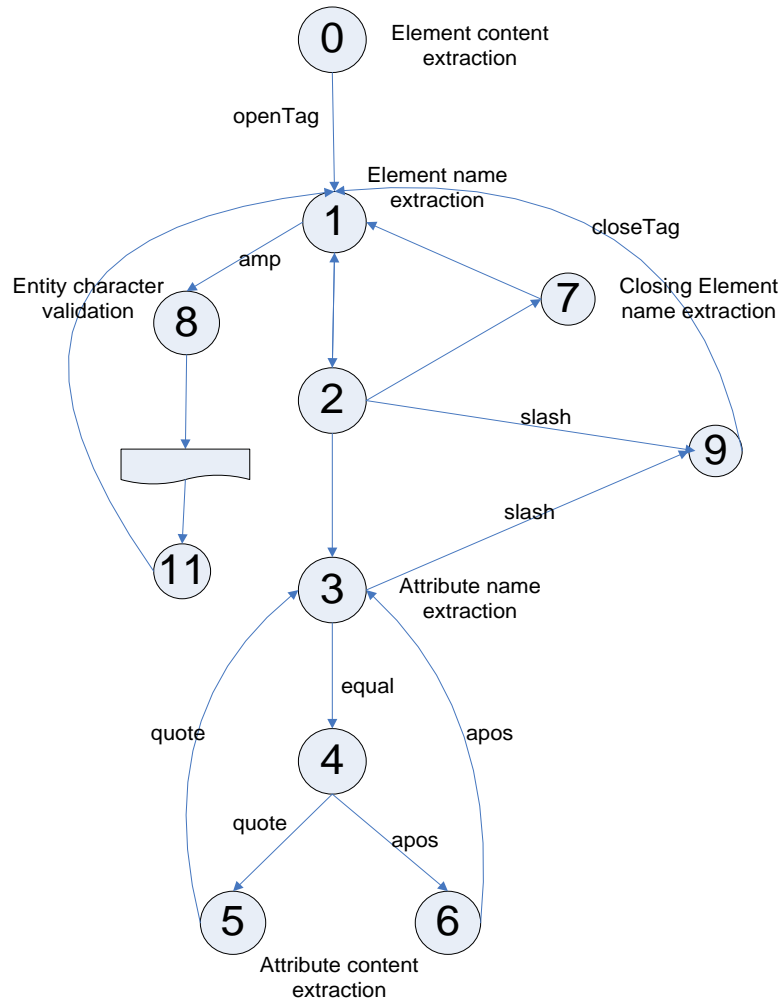 0
Element content
extraction
openTag
Element name
extraction
1
closeTag
amp
Entity character
validation
7
Closing Element
name extraction
8
2
slash
9
slash
11
3
Attribute name
extraction
equal
quote
apos
4
quote
apos
5
6
Attribute content
extraction